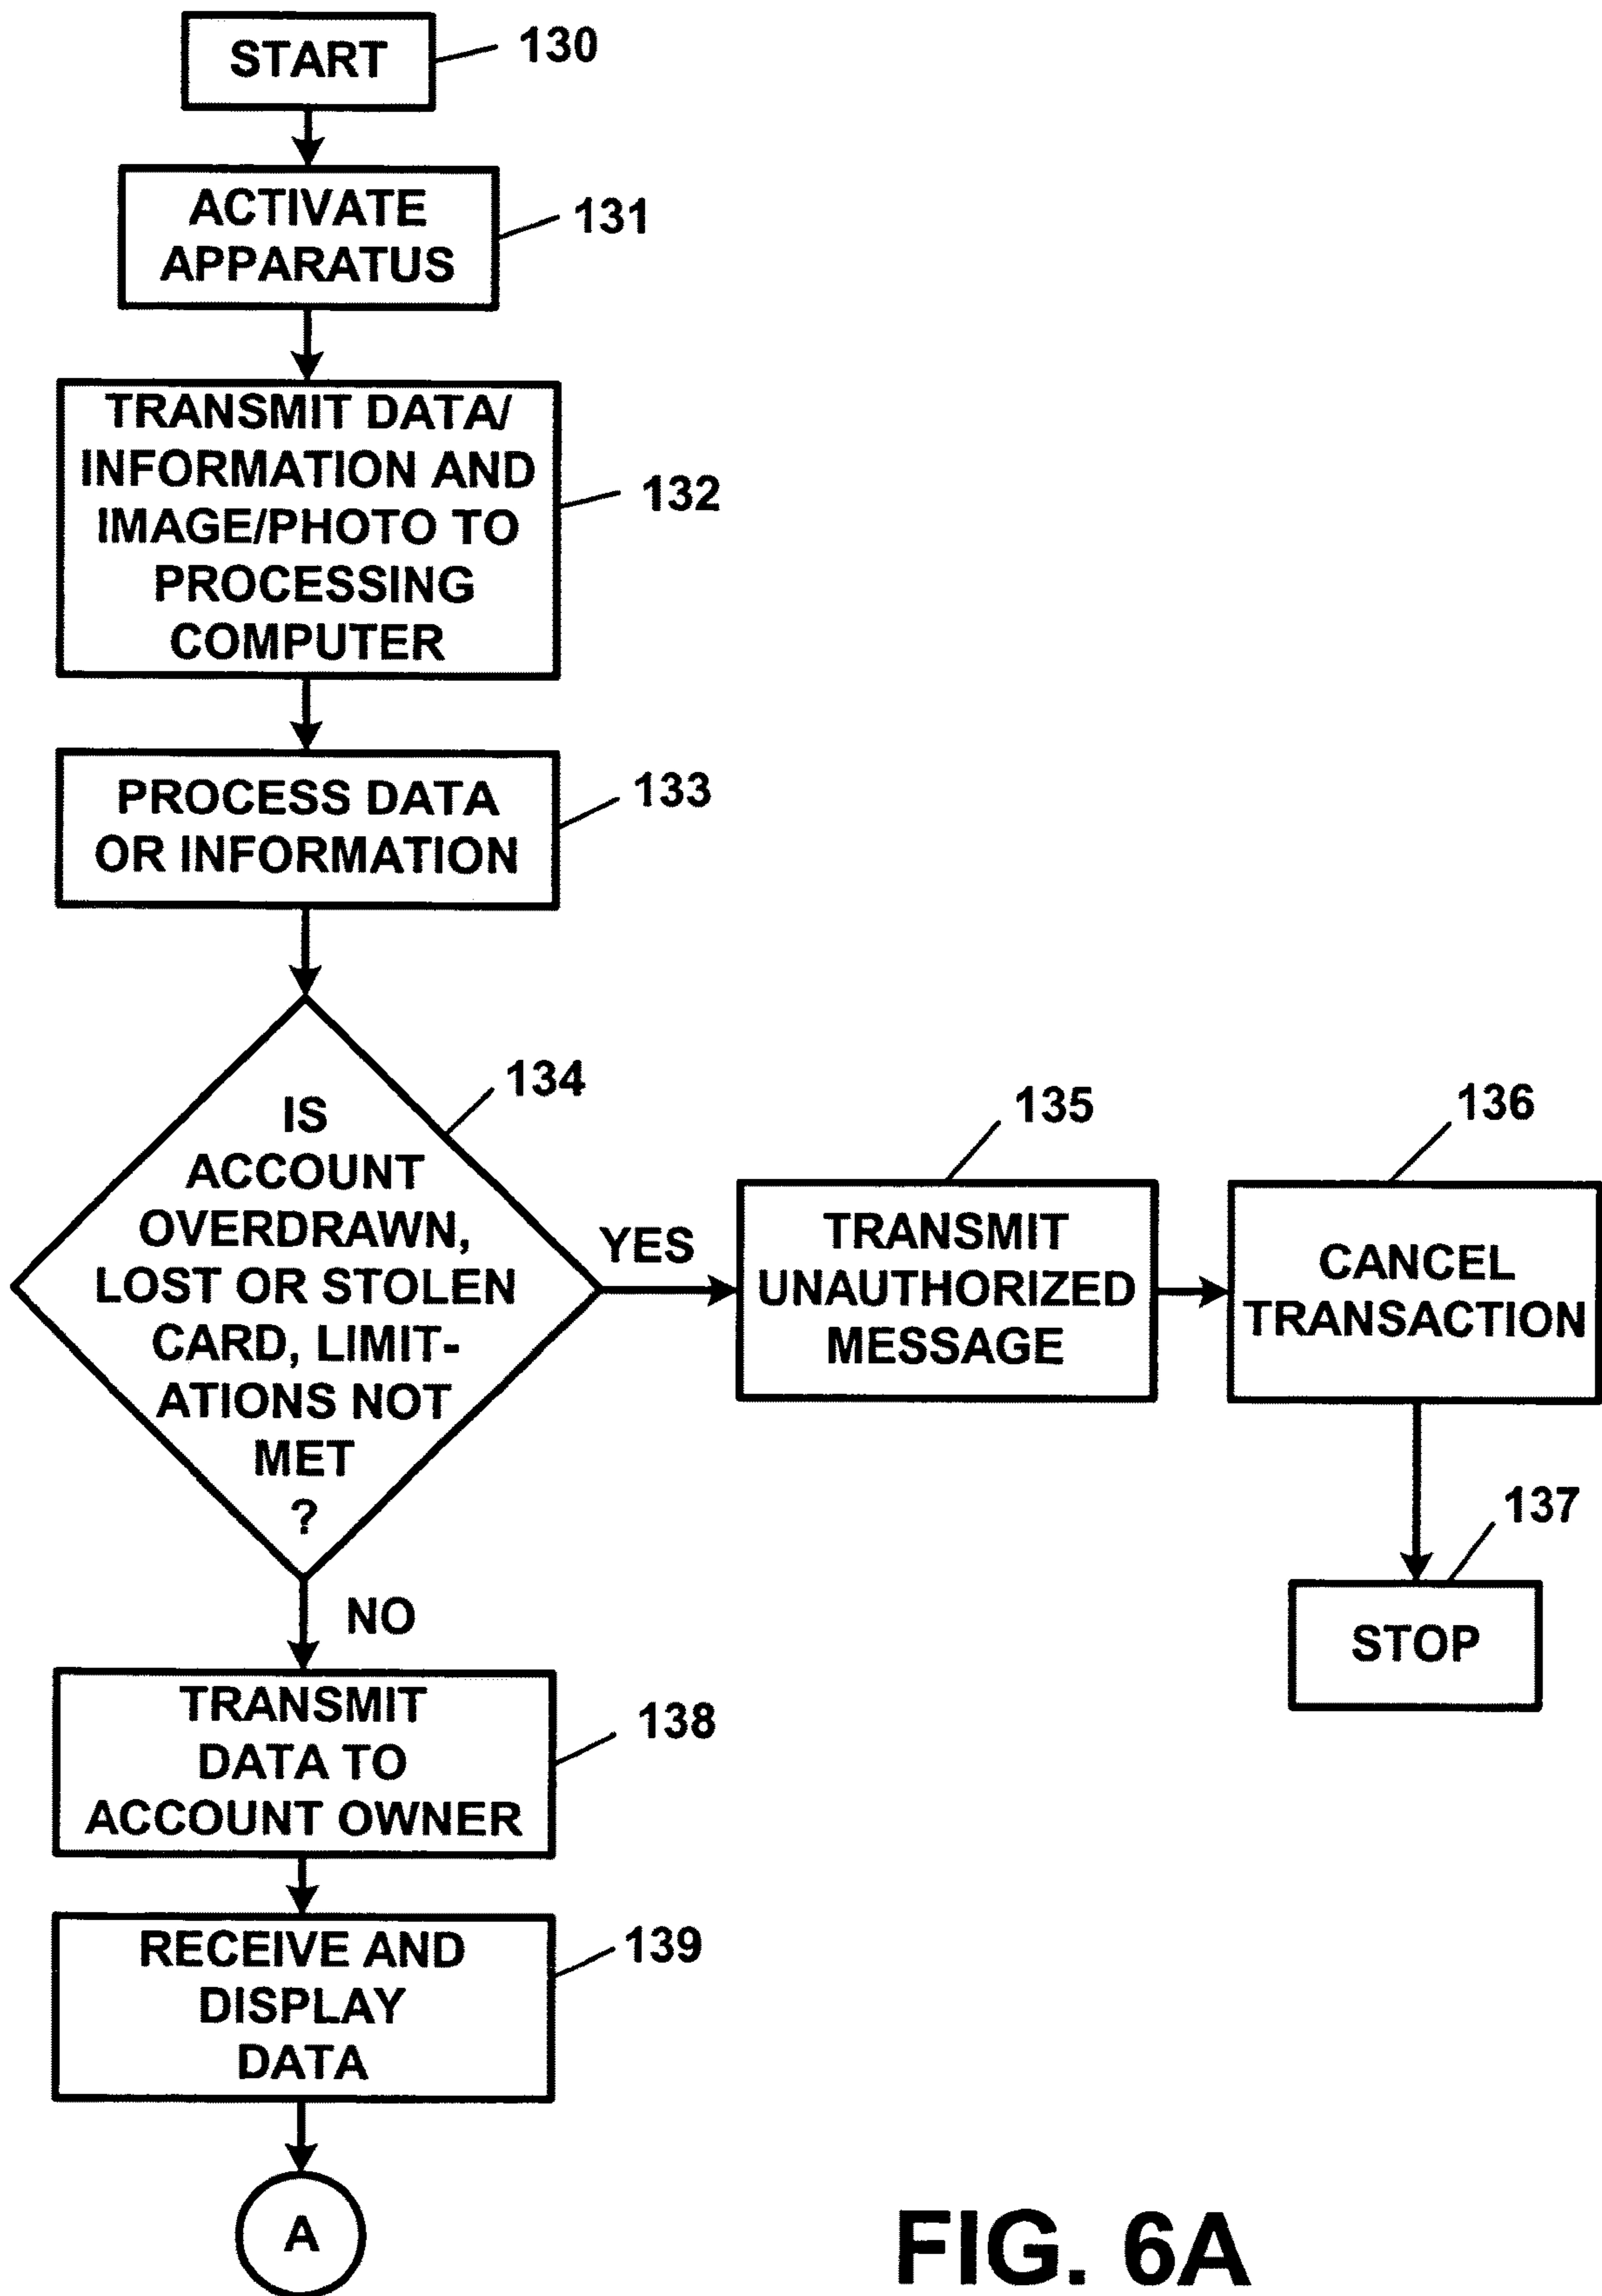 START
130
ACTIVATE
APPARATUS
131
TRANSMIT DATA/
INFORMATION AND
IMAGE/PHOTO TO
PROCESSING
COMPUTER
132
PROCESS DATA
OR INFORMATION
133
IS
ACCOUNT
OVERDRAWN,
LOST OR STOLEN
CARD, LIMIT-
ATIONS NOT
MET
?
134
YES
TRANSMIT
UNAUTHORIZED
MESSAGE
135
CANCEL
TRANSACTION
136
STOP
137
NO
TRANSMIT
DATA TO
ACCOUNT OWNER
138
RECEIVE AND
DISPLAY
DATA
139
A
FIG. 6A